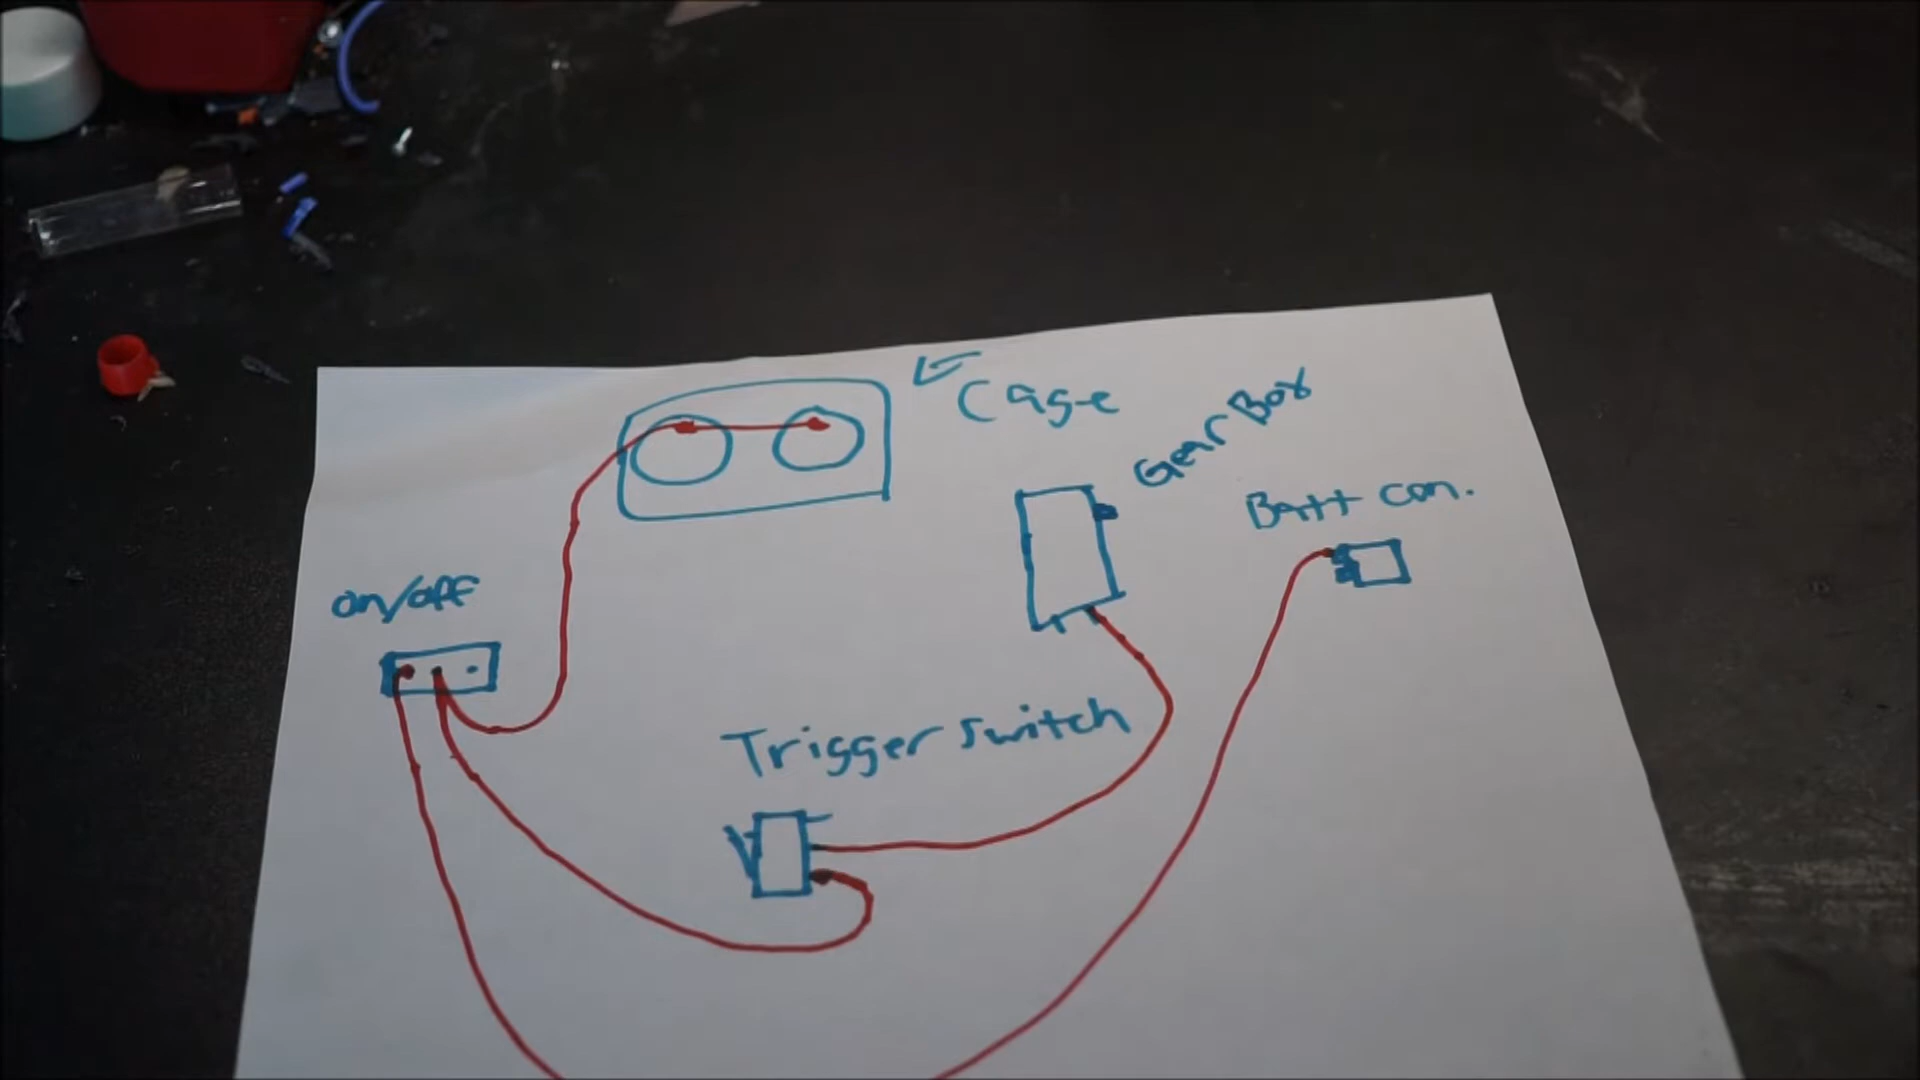 Cage
Gear Box
Batt con.
on/off
Trigger switch